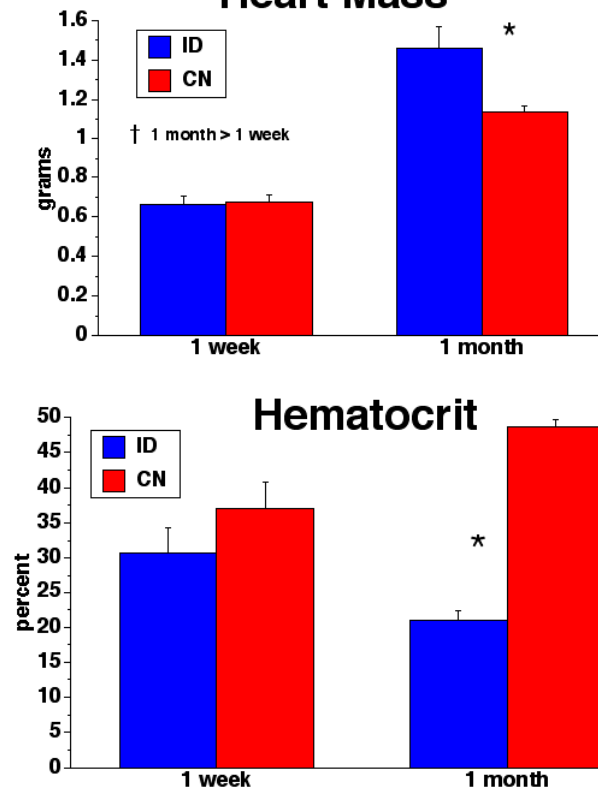 Heart Mass
1.6
1.4
1.2
1
0.8
0.6
0.4
0.2
0
grams
ID
CN
† 1 month > 1 week
*
1 week
1 month
Hematocrit
50
45
40
35
30
25
20
15
10
5
0
percent
ID
CN
*
1 week
1 month